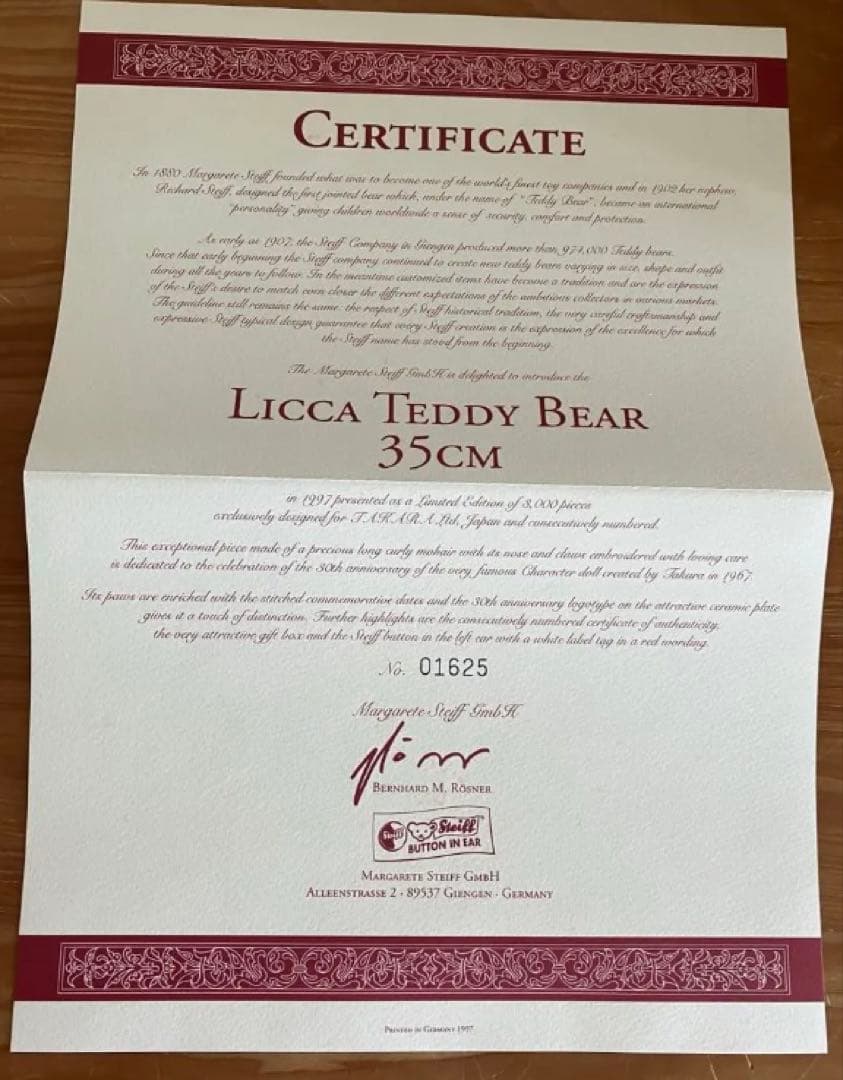 CERTIFICATE
In 1880 Margarete Steiff founded what was to become one of the world's finest toy companies and in 1902 her nephew,
Richard Steiff, designed the first jointed bear which, under the name of "Teddy Bear", became an international
"personality" giving children worldwide a sense of security, comfort and protection.
As early as 1907, the Steiff Company in Giengen produced more than 974,000 Teddy bears.
Since that early beginning the Steiff company continued to create new teddy bears varying in size, shape and outfit
during all the years to follow. In the meantime customized items have become a tradition and are the expression
of the Steiff's desire to match even closer the different expectations of the ambitious collectors in various markets.
The guideline still remains the same: the respect of Steiff historical tradition, the very careful craftsmanship and
expressive Steiff typical design guarantee that every Steiff creation is the expression of the excellence for which
the Steiff name has stood from the beginning.
The Margarete Steiff GmbH is delighted to introduce the
LICCA TEDDY BEAR
35CM
in 1997 presented as a Limited Edition of 3,000 pieces
exclusively designed for TAKARA Ltd, Japan and consecutively numbered.
This exceptional piece made of a precious long curly mohair with its nose and claws embroidered with loving care
is dedicated to the celebration of the 30th anniversary of the very famous Character doll created by Takara in 1967.
Its paws are enriched with the stitched commemorative dates and the 30th anniversary logotype on the attractive ceramic plate
gives it a touch of distinction. Further highlights are the consecutively numbered certificate of authenticity,
the very attractive gift box and the Steiff button in the left ear with a white label tag in a red wording.
No. 01625
Margarete Steiff GmbH
BERNHARD M. RÖSNER
Steiff Steiff
BUTTON IN EAR
MARGARETE STEIFF GMBH
ALLEENSTRASSE 2 · 89537 GIENGEN · GERMANY
PRINTED IN GERMANY 1997